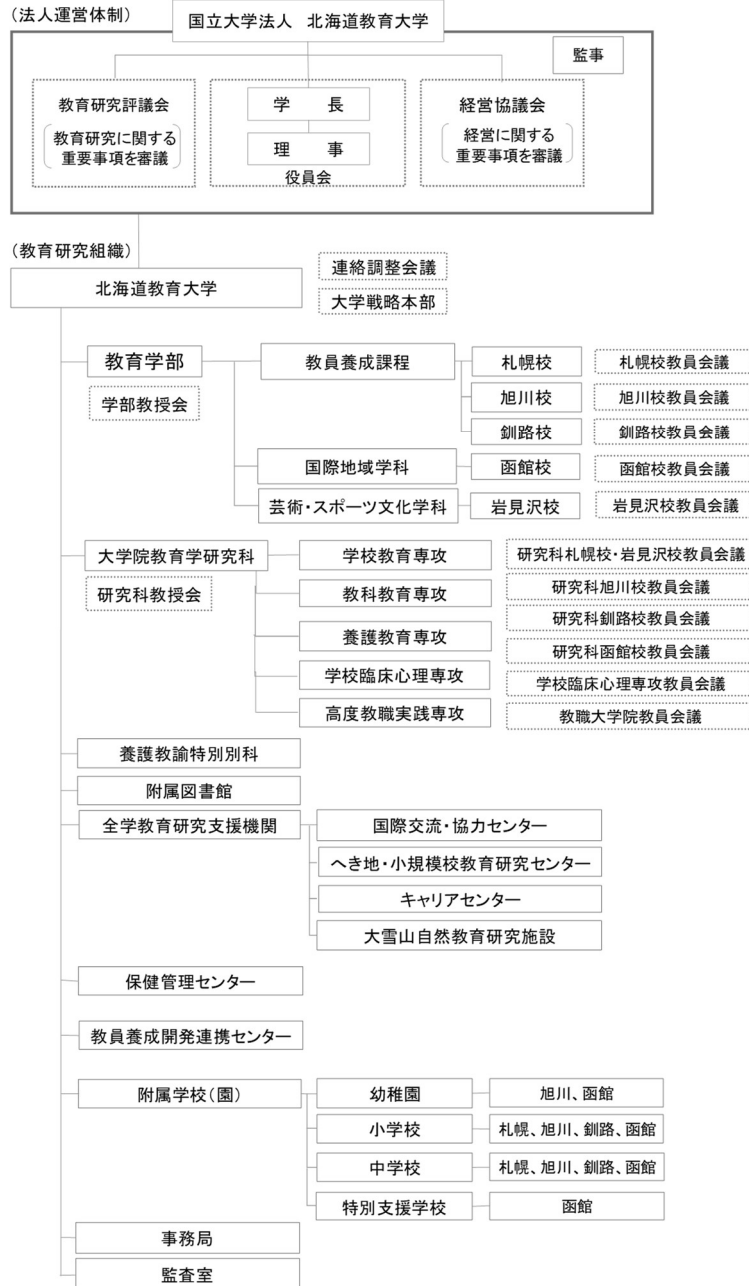 (法人運営体制)
国立大学法人 北海道教育大学
監事
教育研究評議会
教育研究に関する
重要事項を審議
学 長
理 事
役員会
経営協議会
経営に関する
重要事項を審議
(教育研究組織)
北海道教育大学
連絡調整会議
大学戦略本部
教育学部
学部教授会
教員養成課程
札幌校
札幌校教員会議
旭川校
旭川校教員会議
釧路校
釧路校教員会議
国際地域学科
函館校
函館校教員会議
芸術・スポーツ文化学科
岩見沢校
岩見沢校教員会議
大学院教育学研究科
研究科教授会
学校教育専攻
研究科札幌校・岩見沢校教員会議
教科教育専攻
研究科旭川校教員会議
研究科釧路校教員会議
養護教育専攻
研究科函館校教員会議
学校臨床心理専攻
学校臨床心理専攻教員会議
高度教職実践専攻
教職大学院教員会議
養護教諭特別別科
附属図書館
全学教育研究支援機関
国際交流・協力センター
へき地・小規模校教育研究センター
キャリアセンター
大雪山自然教育研究施設
保健管理センター
教員養成開発連携センター
附属学校(園)
幼稚園
旭川、函館
小学校
札幌、旭川、釧路、函館
中学校
札幌、旭川、釧路、函館
特別支援学校
函館
事務局
監査室